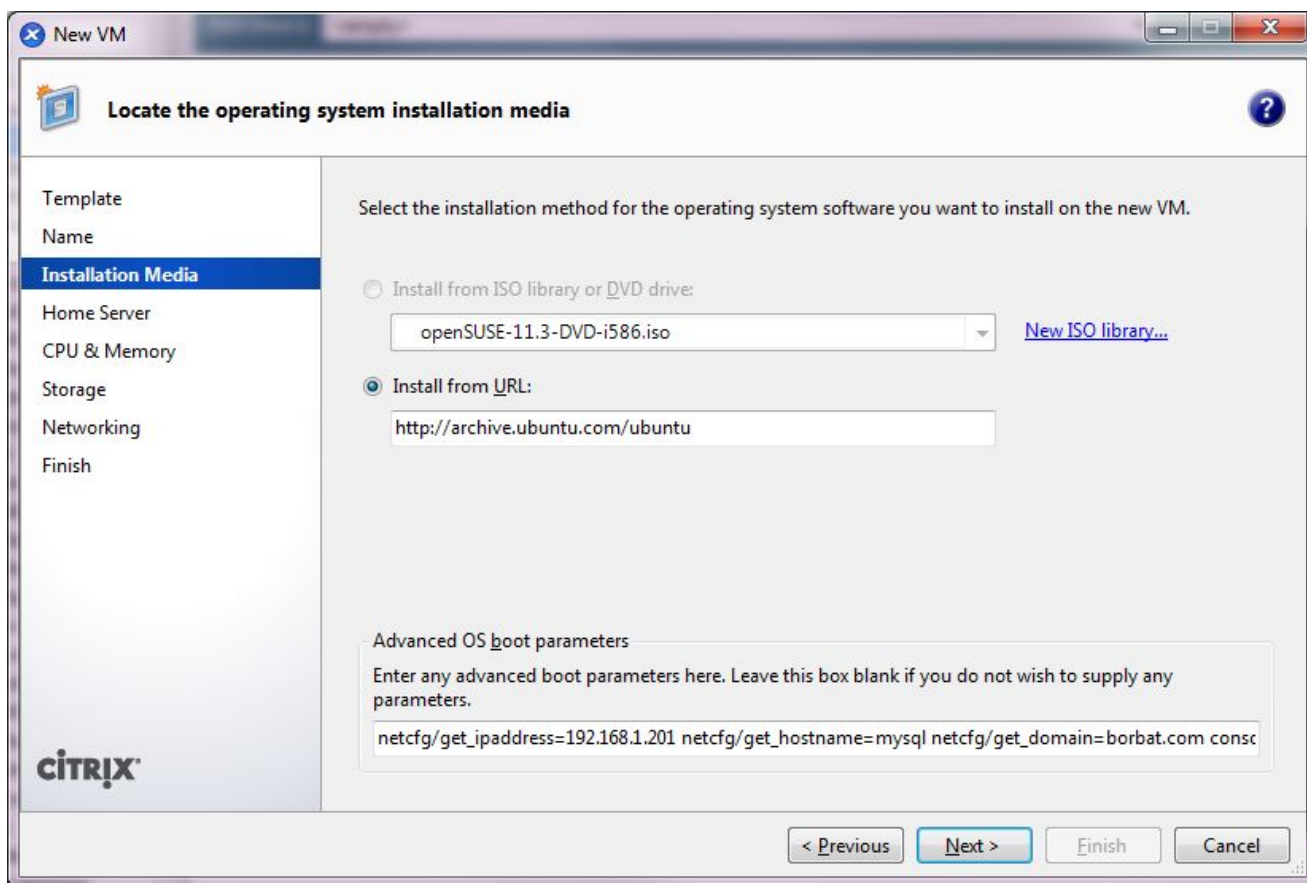 New VM
Locate the operating system installation media
?
Template
Name
Installation Media
Home Server
CPU & Memory
Storage
Networking
Finish
Select the installation method for the operating system software you want to install on the new VM.
Install from ISO library or DVD drive:
openSUSE-11.3-DVD-i586.iso
New ISO library...
Install from URL:
http://archive.ubuntu.com/ubuntu
Advanced OS boot parameters
Enter any advanced boot parameters here. Leave this box blank if you do not wish to supply any
parameters.
netcfg/get_ipaddress=192.168.1.201 netcfg/get_hostname=mysql netcfg/get_domain=borbat.com consc
CITRIX
< Previous
Next >
Finish
Cancel